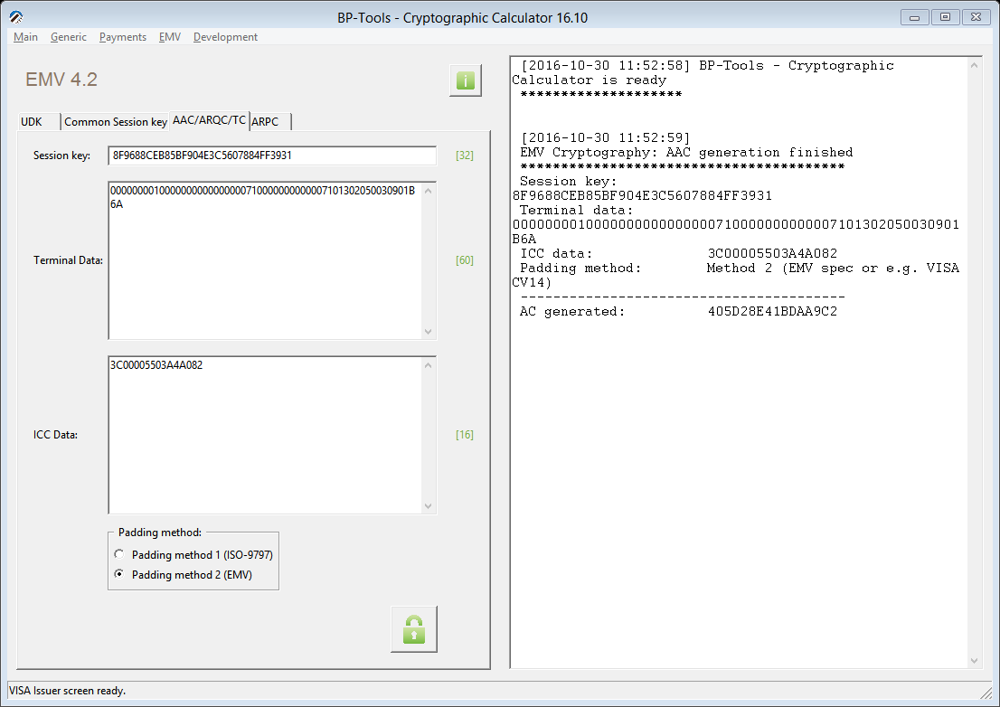 BP-Tools - Cryptographic Calculator 16.10
Main Generic Payments EMV Development
EMV 4.2
UDK Common Session key AAC/ARQC/TC ARPC
Session key: 8F9688CEB85BF904E3C5607884FF3931 [32]
Terminal Data: 0000000010000000000000000710000000000007101302050030901B
6A
[60]
ICC Data: 3C00005503A4A082 [16]
Padding method:
Padding method 1 (ISO-9797)
Padding method 2 (EMV)
[2016-10-30 11:52:58] BP-Tools - Cryptographic
Calculator is ready
********************
[2016-10-30 11:52:59]
EMV Cryptography: AAC generation finished
****************************************
Session key:
8F9688CEB85BF904E3C5607884FF3931
Terminal data:
0000000010000000000000000710000000000007101302050030901
B6A
ICC data: 3C00005503A4A082
Padding method: Method 2 (EMV spec or e.g. VISA
CV14)
----------------------------------------
AC generated: 405D28E41BDAA9C2
VISA Issuer screen ready.